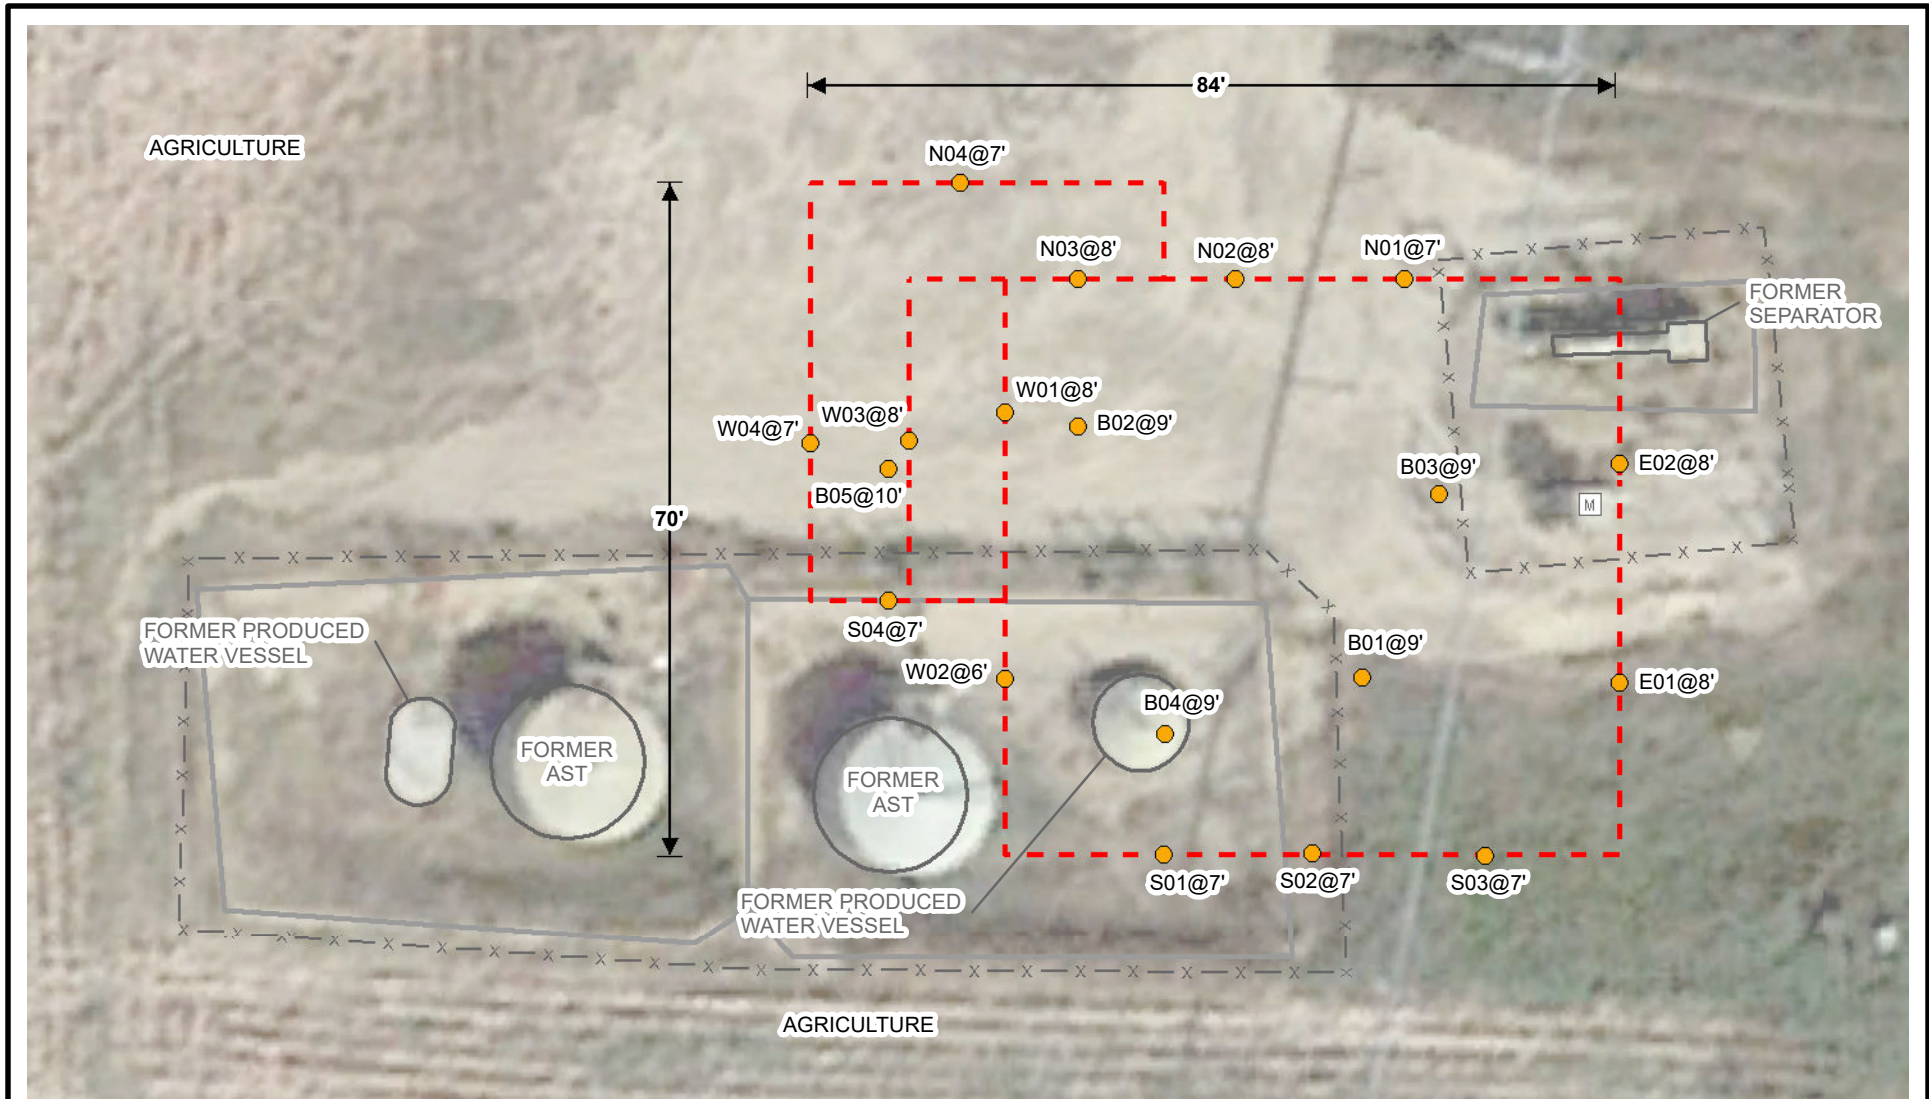 84'
AGRICULTURE
N04@7'
N03@8'
N02@8'
N01@7'
FORMER
SEPARATOR
W01@8'
W03@8'
W04@7'
B02@9'
B05@10'
B03@9'
E02@8'
M
70'
S04@7'
FORMER PRODUCED
WATER VESSEL
B01@9'
W02@6'
E01@8'
B04@9'
FORMER
AST
FORMER
AST
S01@7'
S02@7'
S03@7'
FORMER PRODUCED
WATER VESSEL
AGRICULTURE